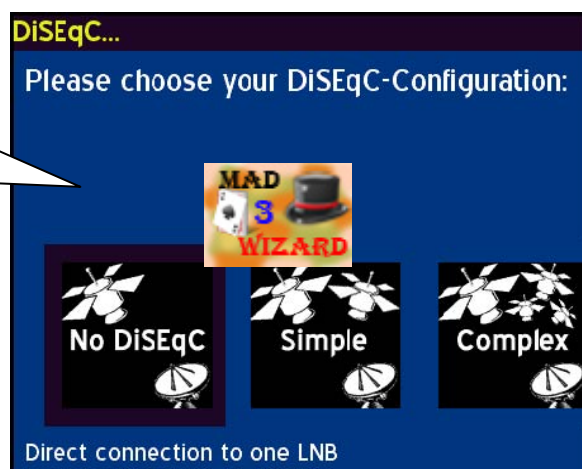 DiSEqC...
Please choose your DiSEqC-Configuration:
MAD
3
WIZARD
No DiSEqC
Simple
Complex
Direct connection to one LNB